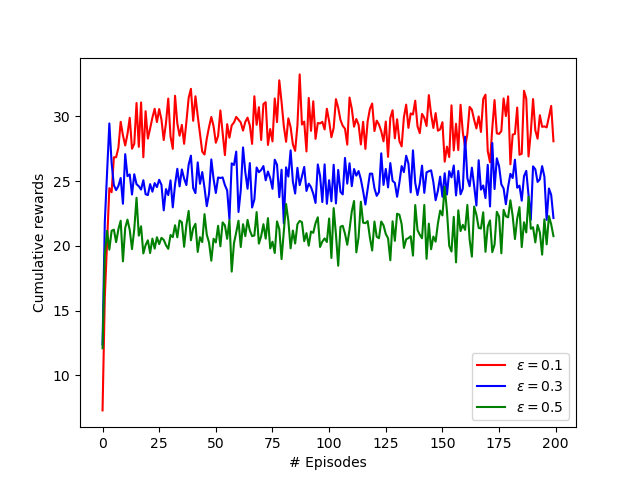 30
25
20
15
10
Cumulative rewards
0 25 50 75 100 125 150 175 200
# Episodes
ε = 0.1
ε = 0.3
ε = 0.5